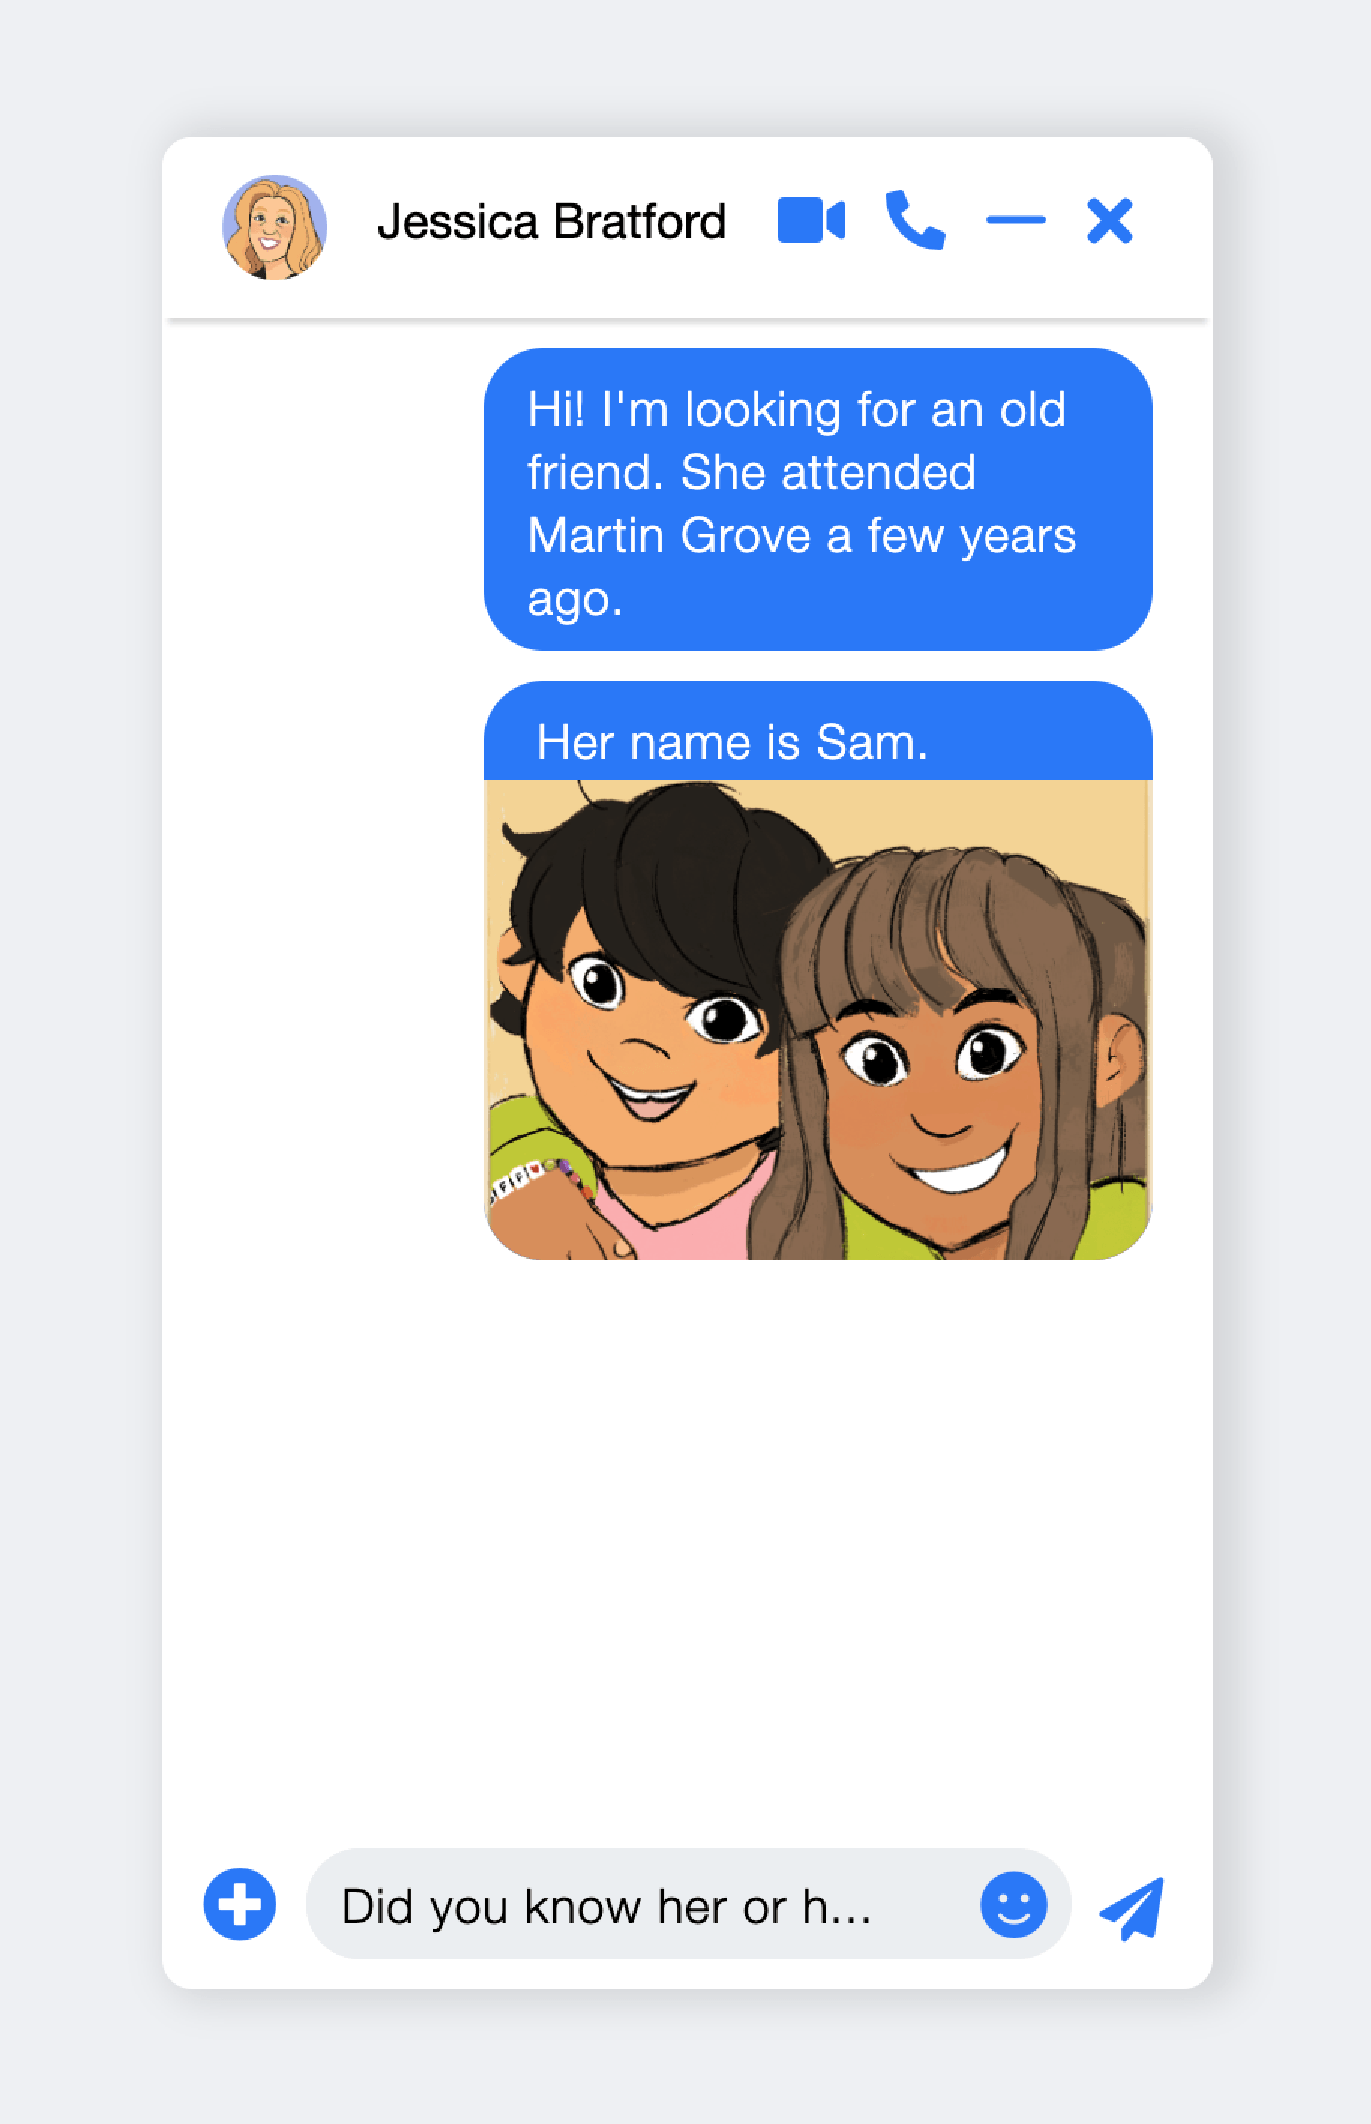 Jessica Bratford
Hi! I'm looking for an old
friend. She attended
Martin Grove a few years
ago.
Her name is Sam.
Did you know her or h...